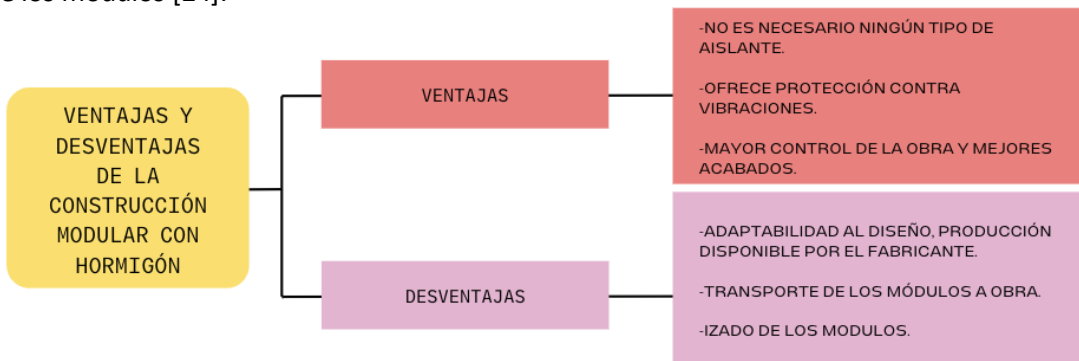 VENTAJAS Y
DESVENTAJAS
DE LA
CONSTRUCCIÓN
MODULAR CON
HORMIGÓN
VENTAJAS
-NO ES NECESARIO NINGÚN TIPO DE
AISLANTE.
-OFRECE PROTECCIÓN CONTRA
VIBRACIONES.
-MAYOR CONTROL DE LA OBRA Y MEJORES
ACABADOS.
DESVENTAJAS
-ADAPTABILIDAD AL DISEÑO, PRODUCCIÓN
DISPONIBLE POR EL FABRICANTE.
-TRANSPORTE DE LOS MÓDULOS A OBRA.
-IZADO DE LOS MODULOS.